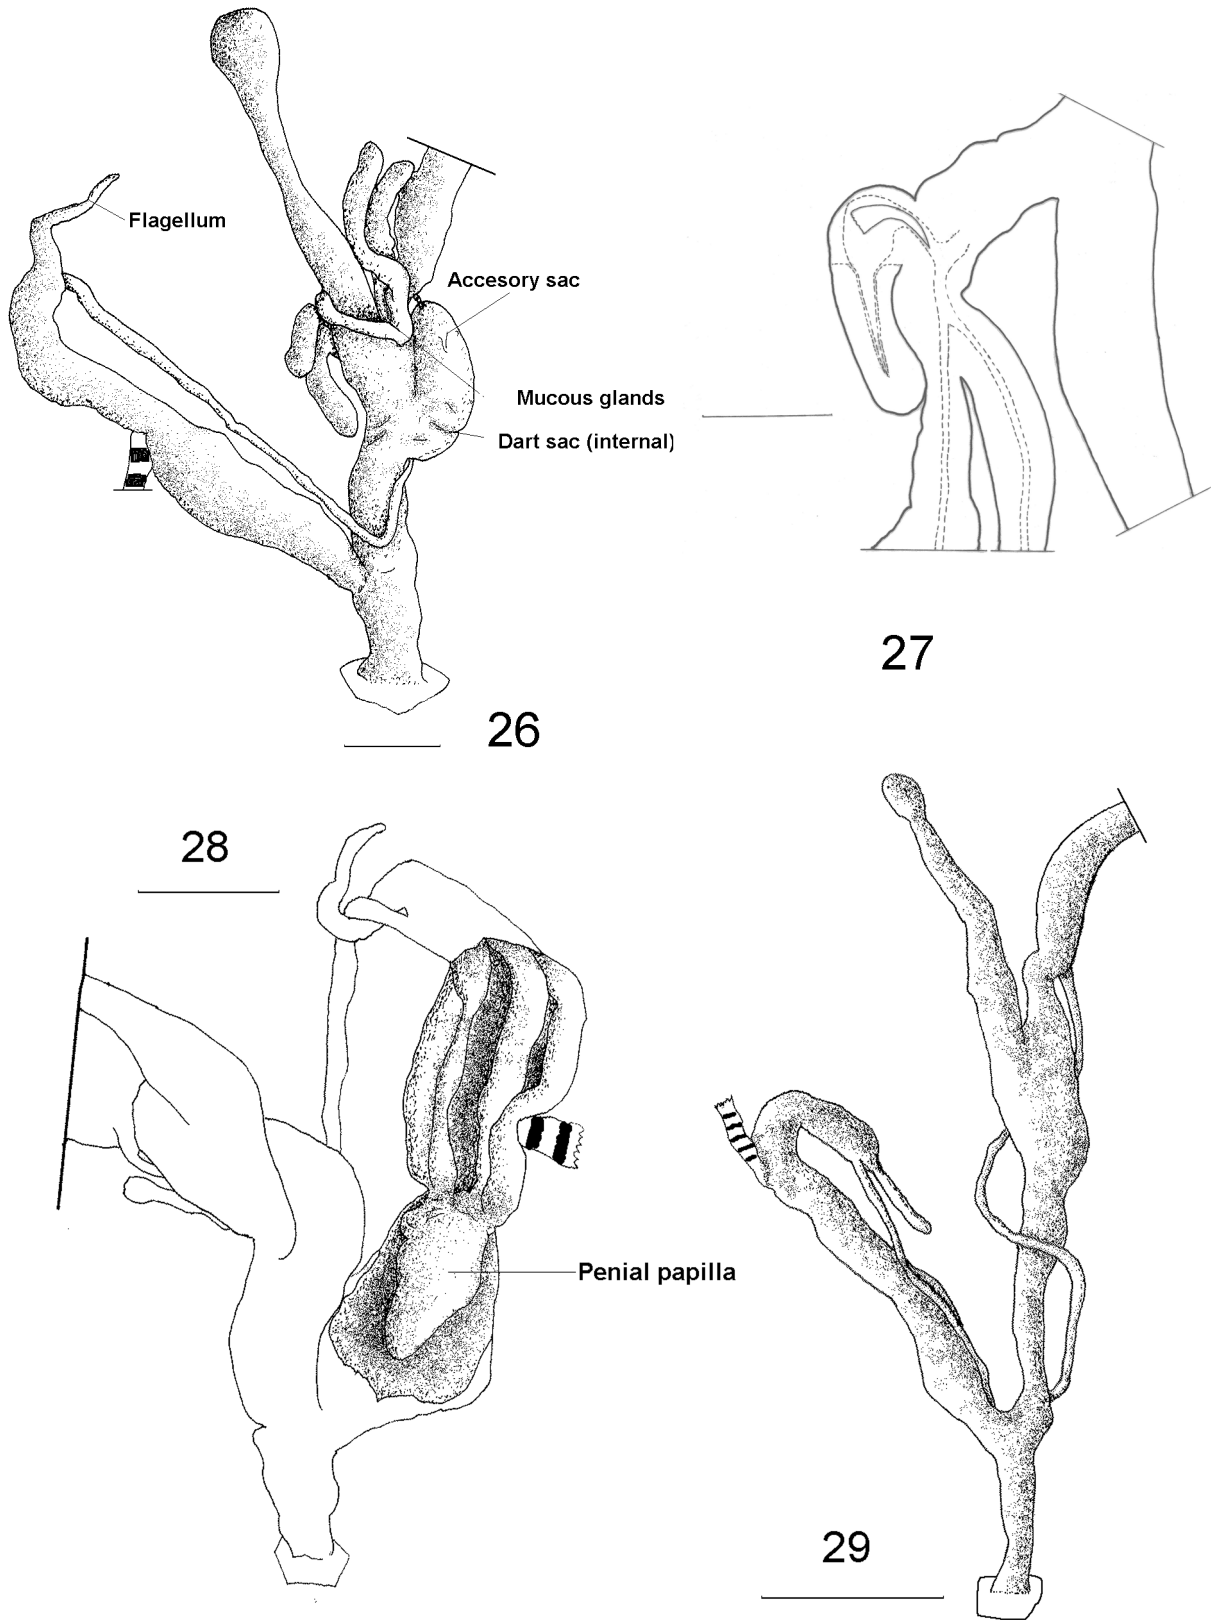 Flagellum
Accesory sac
Mucous glands
Dart sac (internal)
26
27
28
Penial papilla
29